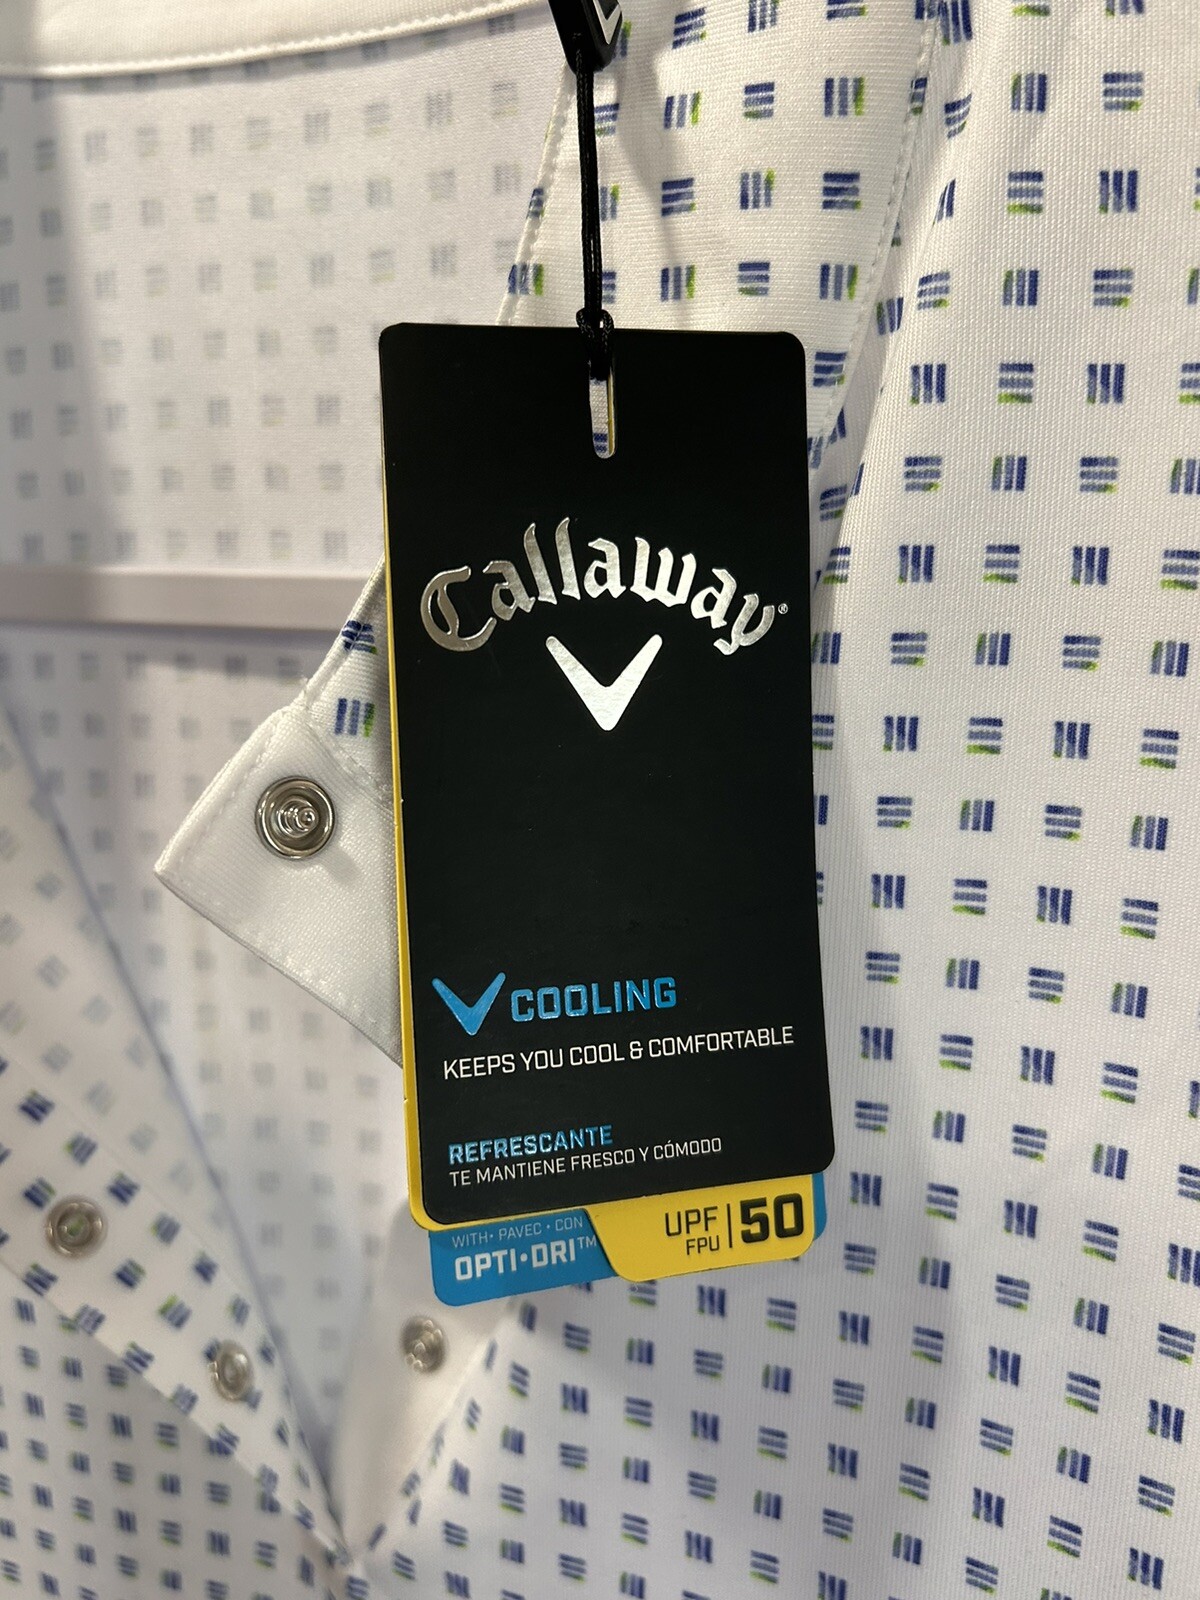 Callaway®
COOLING
KEEPS YOU COOL & COMFORTABLE
REFRESCANTE
TE MANTIENE FRESCO Y CÓMODO
WITH • PAVEC • CON
OPTI•DRI™
UPF
FPU
50